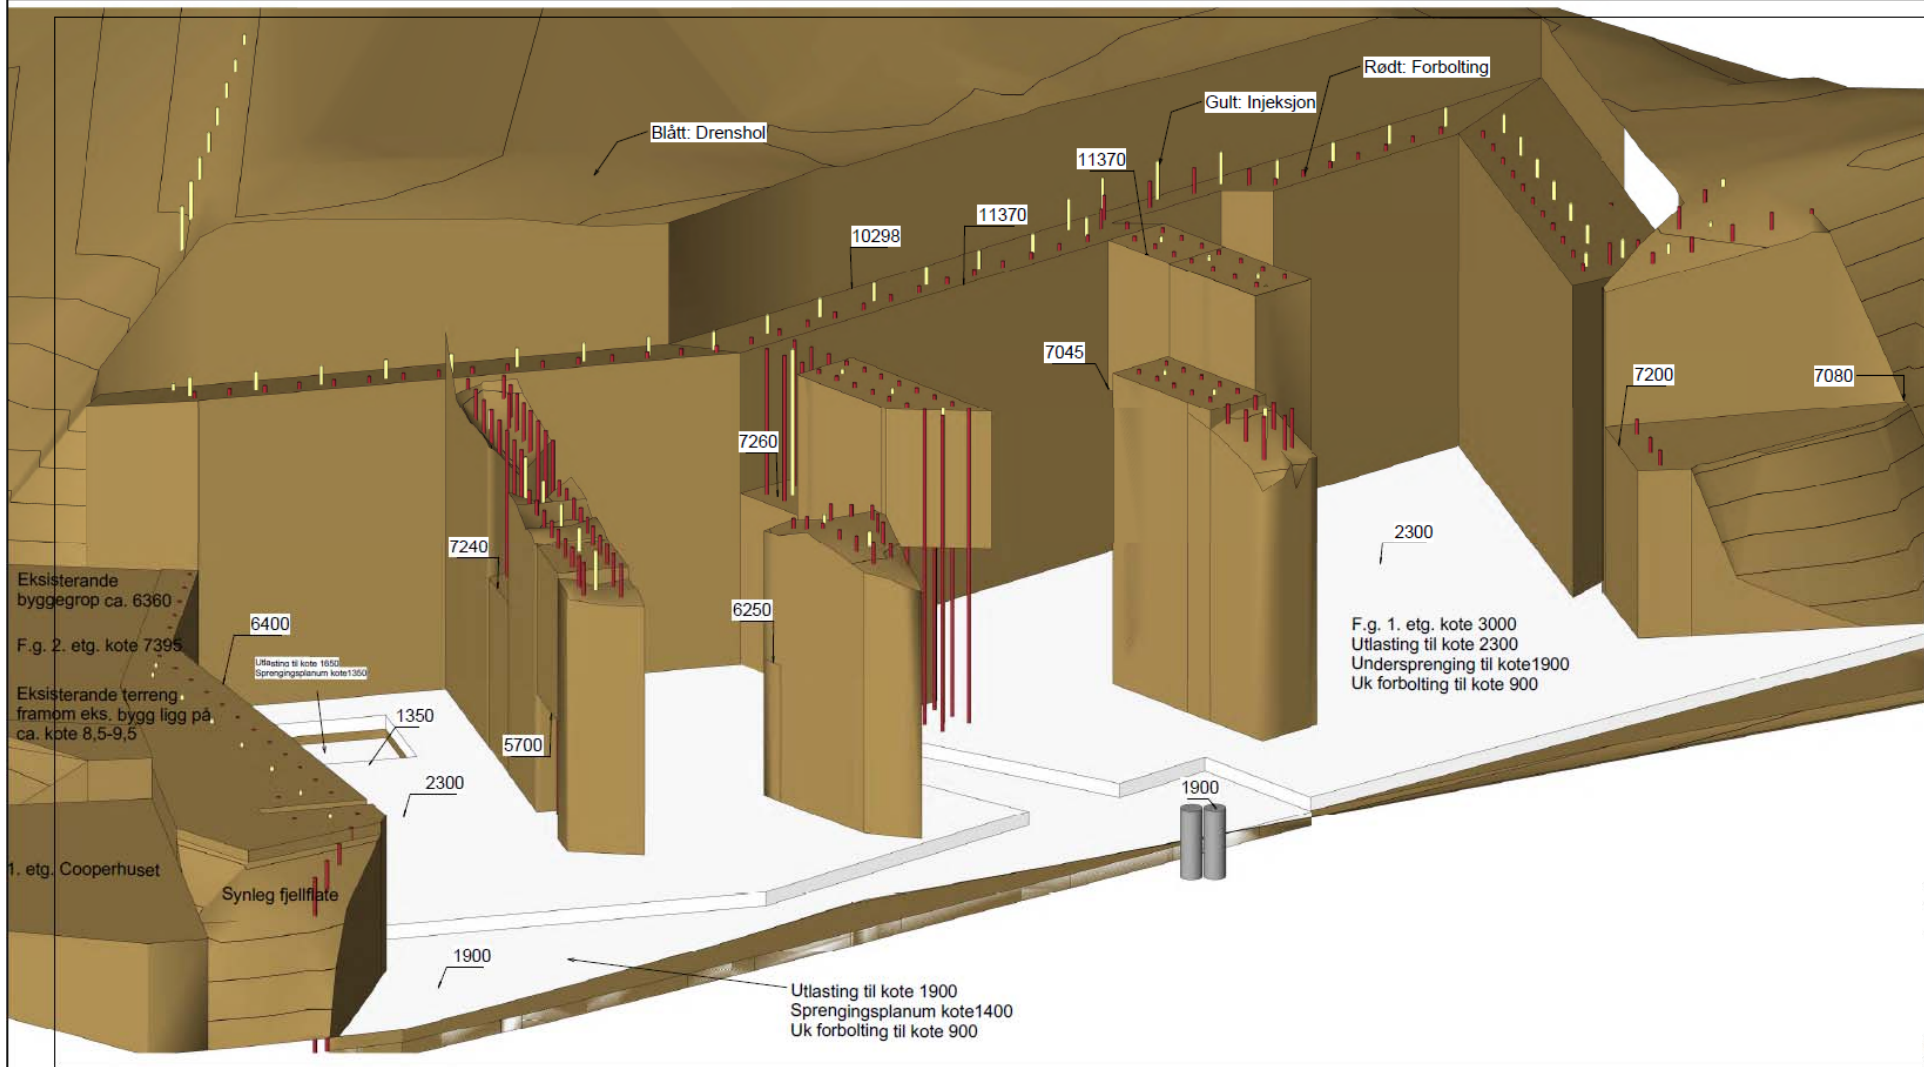 Rødt: Forbolting
Gult: Injeksjon
Blått: Drenshol
11370
11370
10298
7045
7200
7080
7260
7240
2300
Eksisterande
byggegrop ca. 6360
F.g. 2. etg. kote 7395
Eksisterande terreng
framom eks. bygg ligg på
ca. kote 8,5-9,5
6400
Utlasting til kote 1650
Sprengingsplanum kote1350
6250
F.g. 1. etg. kote 3000
Utlasting til kote 2300
Undersprenging til kote1900
Uk forbolting til kote 900
1350
5700
2300
1900
1. etg. Cooperhuset
Synleg fjellflate
1900
Utlasting til kote 1900
Sprengingsplanum kote1400
Uk forbolting til kote 900